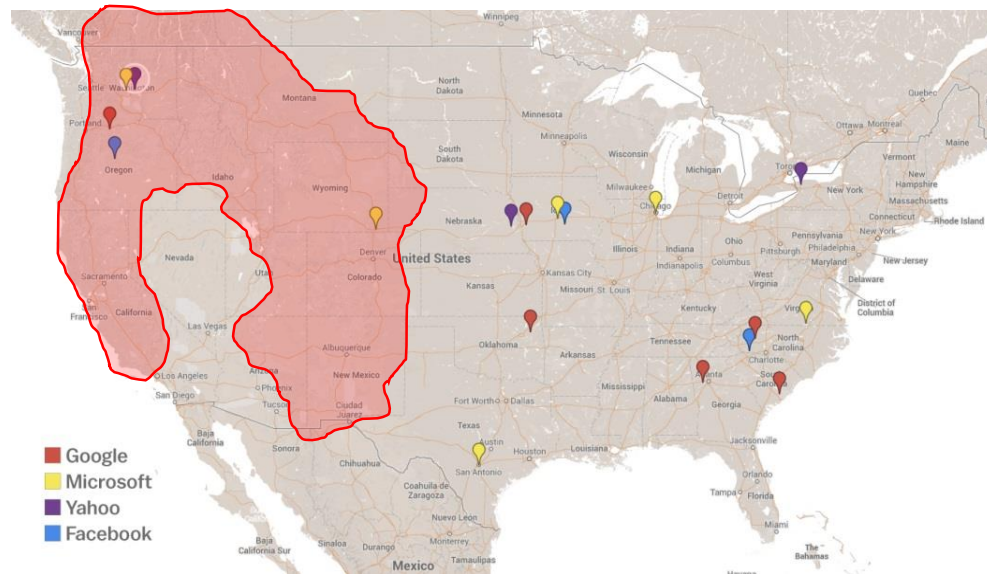 Winnipeg
Vancouver
Seattle
Washington
North
Dakota
Montana
Minnesota
Minneapolis
Quebec
Ottawa
Montreal
Maine
Portland
Oregon
Idaho
South
Dakota
Wisconsin
Michigan
Toro
Vermont
New
Hampshire
Massachusetts
Rhode Island
Wyoming
Milwaukee
Chicago
Detroit
New York
Connecticut
Nebraska
Nevada
Utah
Denver
Colorado
United States
Illinois
Indiana
Indianapolis
Ohio
Columbus
Pittsburgh
Pennsylvania
New York
Philadelphia
Maryland
New Jersey
Delaware
District of
Columbia
Sacramento
San
Francisco
California
Kansas
Kansas City
Missouri
St. Louis
West
Virginia
Virginia
Kentucky
Las Vegas
Los Angeles
San Diego
Arizona
Phoenix
Tucson
Albuquerque
New Mexico
Oklahoma
Arkansas
Tennessee
North
Carolina
Charlotte
South
Carolina
Atlanta
Mississippi
Alabama
Georgia
Ciudad
Juarez
Fort Worth
Dallas
Texas
Austin
San Antonio
Houston
Louisiana
Jacksonville
Orlando
Tampa
Florida
Miami
The
Bahamas
Baja
California
Sonora
Chihuahua
Coahuila de
Zaragoza
Nuevo León
Monterrey
Tamaulipas
Baja
California Sur
Sinaloa
Durango
Mexico
Google
Microsoft
Yahoo
Facebook